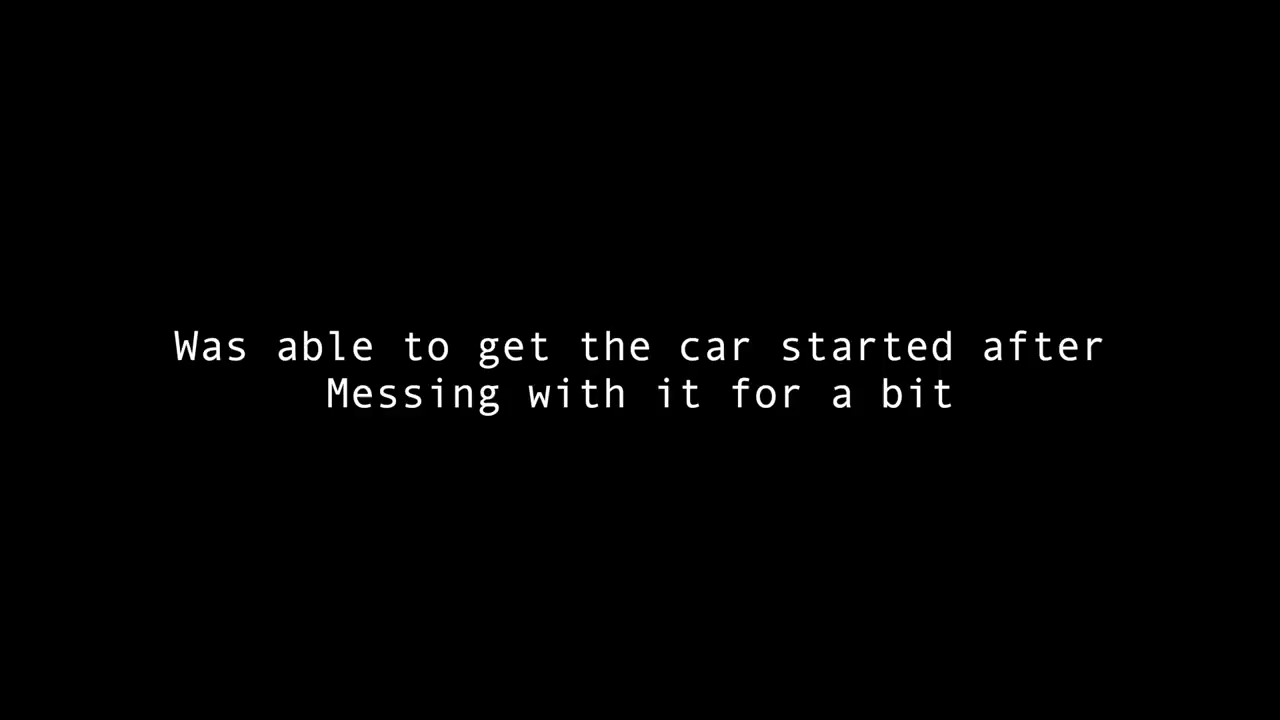 Was able to get the car started after
Messing with it for a bit